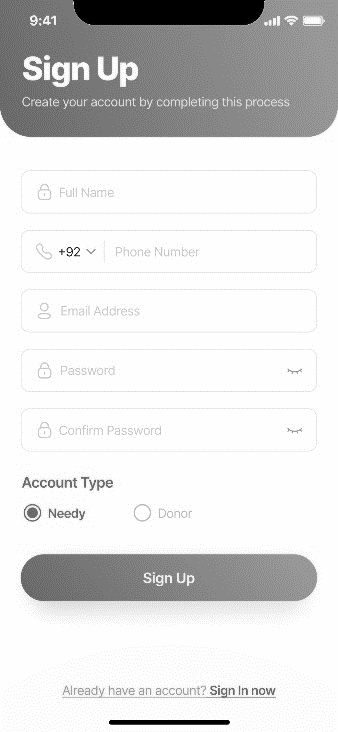 9:41
Sign Up
Create your account by completing this process
Full Name
+92 Phone Number
Email Address
Password
Confirm Password
Account Type
Needy Donor
Sign Up
Already have an account? Sign In now